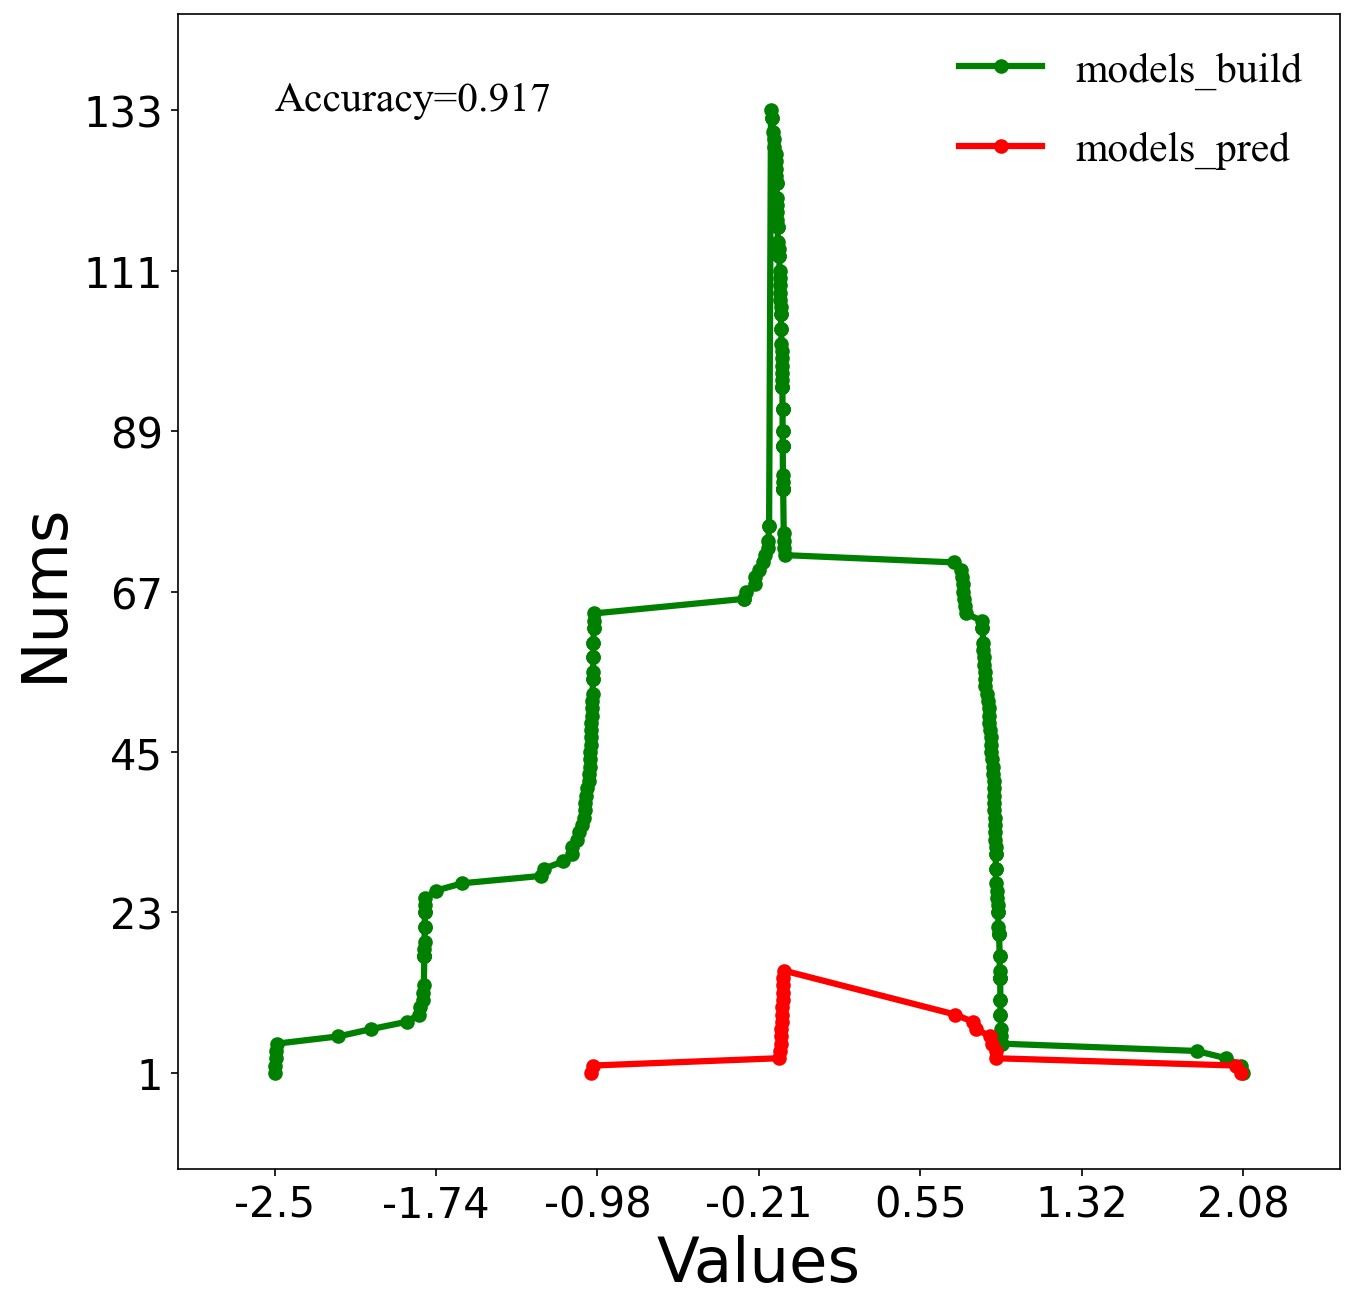 models_build
Accuracy=0.917
models_pred
133
111
89
67
45
23
1
Nums
-2.5 -1.74 -0.98 -0.21 0.55 1.32 2.08
Values